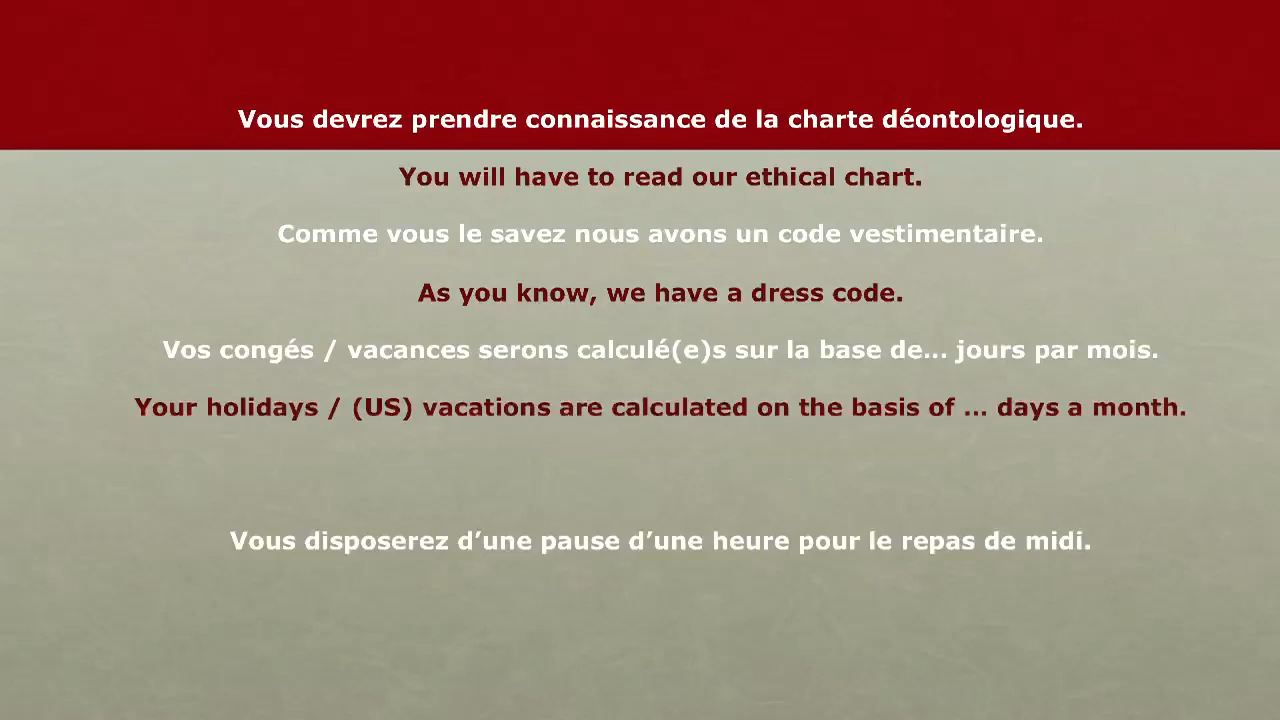 Vous devrez prendre connaissance de la charte déontologique.
You will have to read our ethical chart.
Comme vous le savez nous avons un code vestimentaire.
As you know, we have a dress code.
Vos congés / vacances serons calculé(e)s sur la base de... jours par mois.
Your holidays / (US) vacations are calculated on the basis of ... days a month.
Vous disposerez d’une pause d’une heure pour le repas de midi.